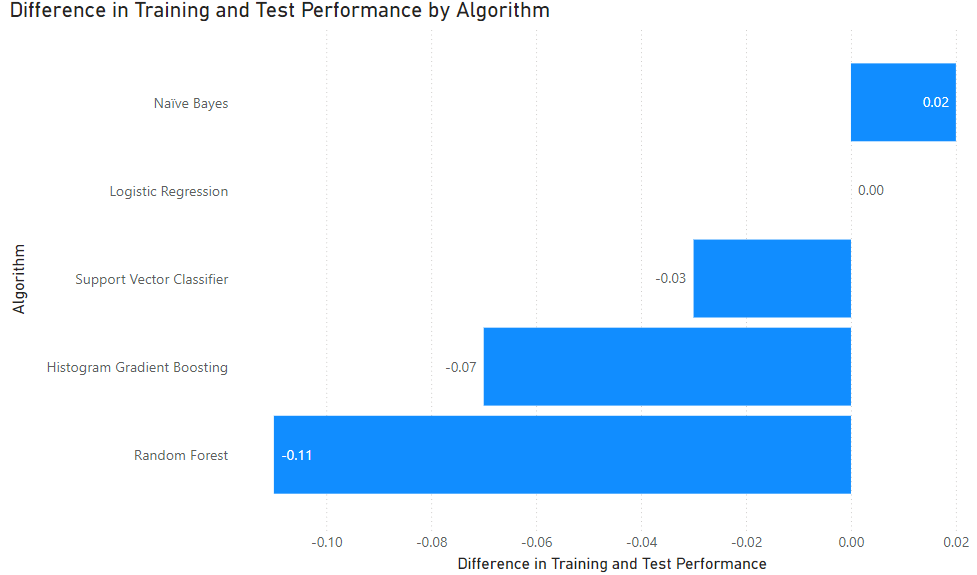 Difference in Training and Test Performance by Algorithm
Algorithm
Naïve Bayes
0.02
Logistic Regression
0.00
Support Vector Classifier
-0.03
Histogram Gradient Boosting
-0.07
Random Forest
-0.11
-0.10 -0.08 -0.06 -0.04 -0.02 0.00 0.02
Difference in Training and Test Performance